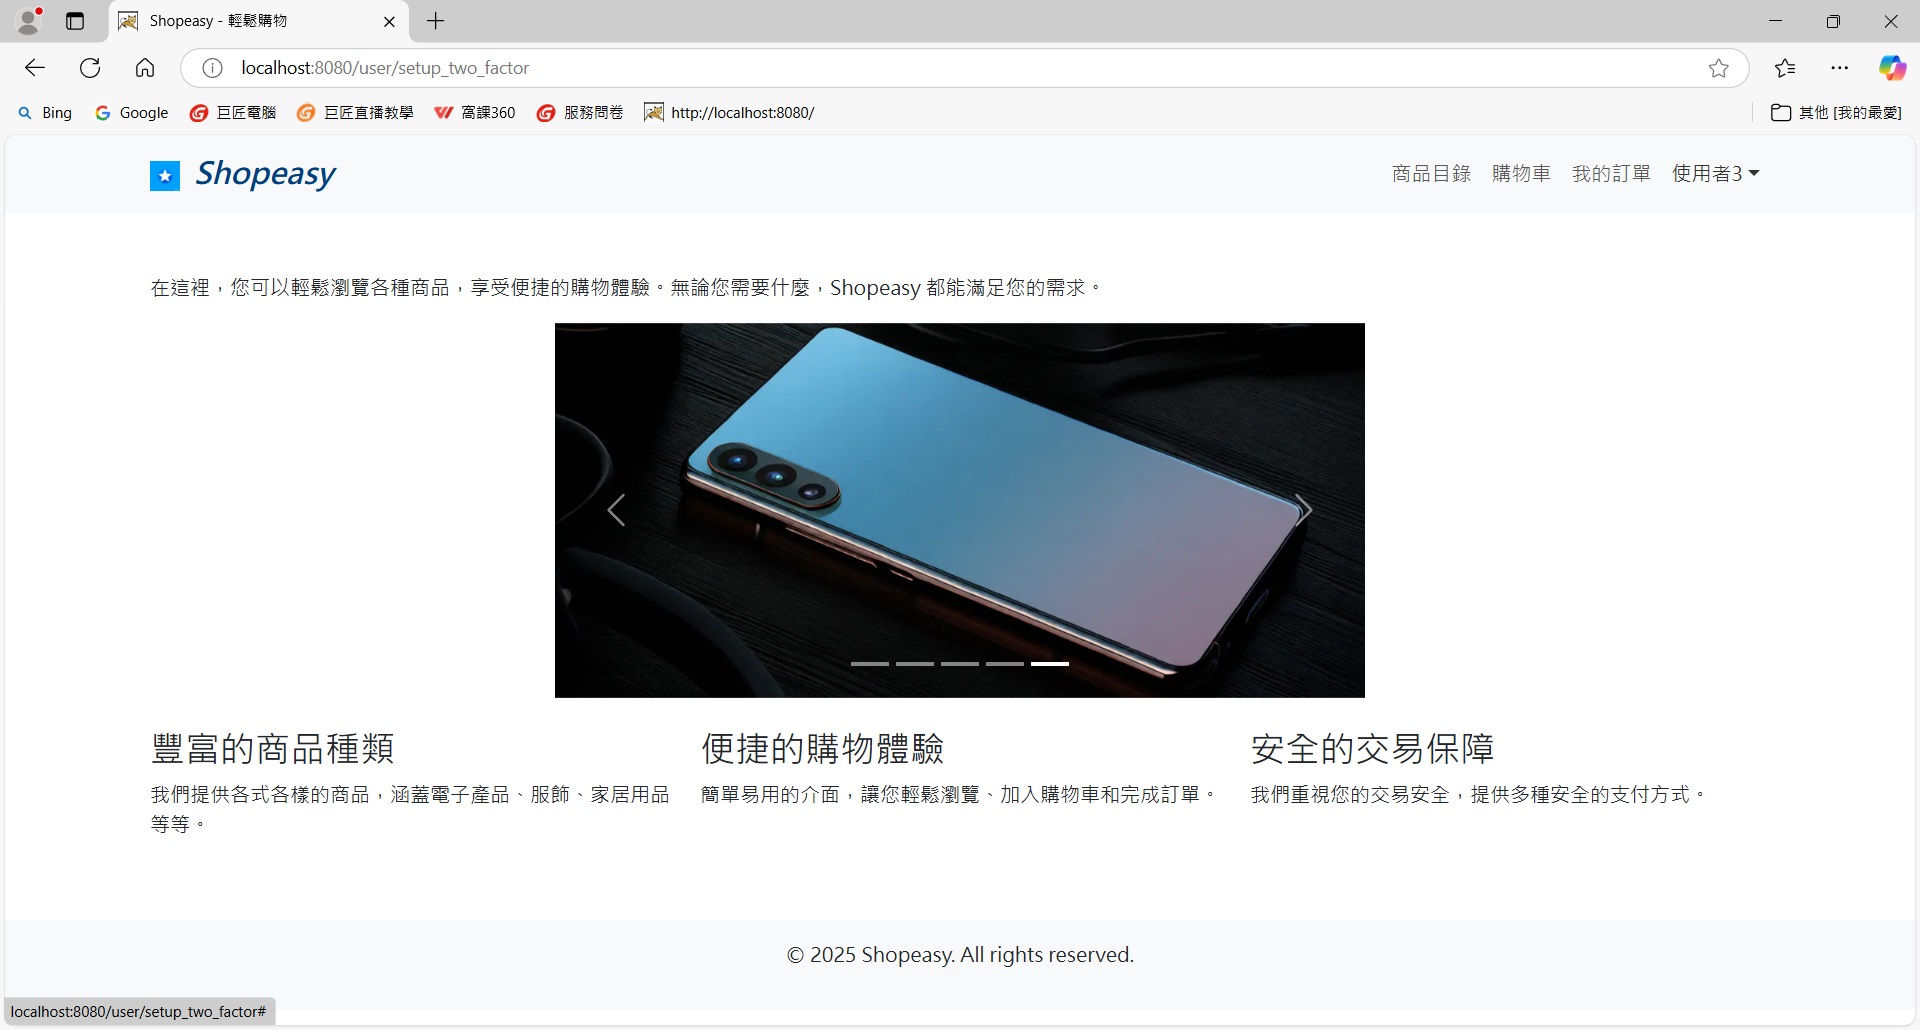 Shopeasy - 輕鬆購物
localhost:8080/user/setup_two_factor
Bing Google 巨匠電腦 巨匠直播教學 窩課360 服務問卷 http://localhost:8080/ 其他 [我的最愛]
Shopeasy 商品目錄 購物車 我的訂單 使用者3
在這裡，您可以輕鬆瀏覽各種商品，享受便捷的購物體驗。無論您需要什麼，Shopeasy 都能滿足您的需求。
豐富的商品種類
我們提供各式各樣的商品，涵蓋電子產品、服飾、家居用品
等等。
便捷的購物體驗
簡單易用的介面，讓您輕鬆瀏覽、加入購物車和完成訂單。
安全的交易保障
我們重視您的交易安全，提供多種安全的支付方式。
© 2025 Shopeasy. All rights reserved.
localhost:8080/user/setup_two_factor#